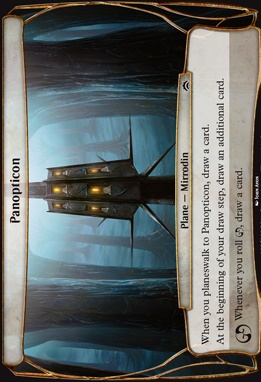 Panopticon
Plane — Mirrodin
When you planeswalk to Panopticon, draw a card.
At the beginning of your draw step, draw an additional card.
Whenever you roll , draw a card.